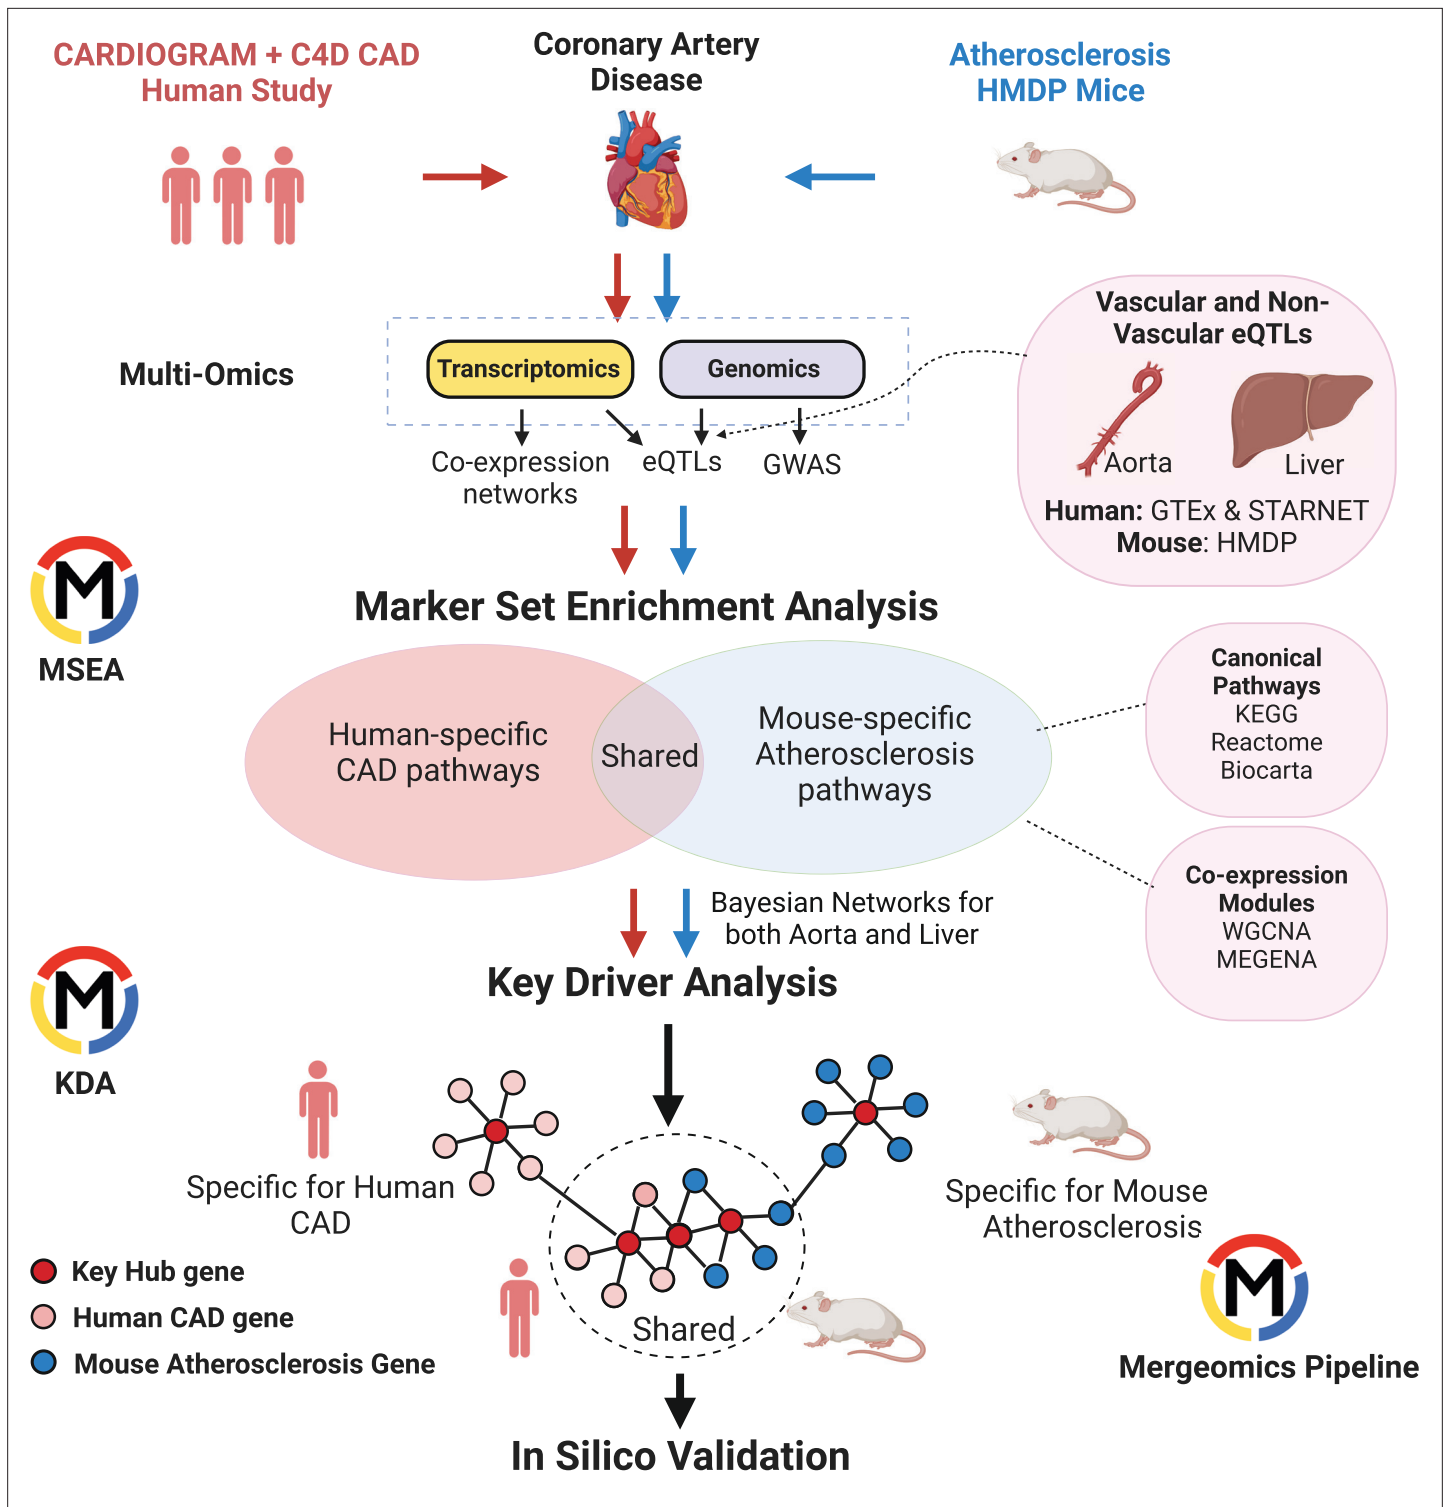 CARDIOGRAM + C4D CAD
Human Study
Coronary Artery
Disease
Atherosclerosis
HMDP Mice
Multi-Omics
Transcriptomics
Genomics
Co-expression
networks
eQTLs
GWAS
Vascular and Non-
Vascular eQTLs
Aorta
Liver
Human: GTEx & STARNET
Mouse: HMDP
M
MSEA
Marker Set Enrichment Analysis
Human-specific
CAD pathways
Shared
Mouse-specific
Atherosclerosis
pathways
Canonical
Pathways
KEGG
Reactome
Biocarta
Co-expression
Modules
WGCNA
MEGENA
Bayesian Networks for
both Aorta and Liver
Key Driver Analysis
M
KDA
Specific for Human
CAD
Specific for Mouse
Atherosclerosis
Shared
Key Hub gene
Human CAD gene
Mouse Atherosclerosis Gene
M
Mergeomics Pipeline
In Silico Validation